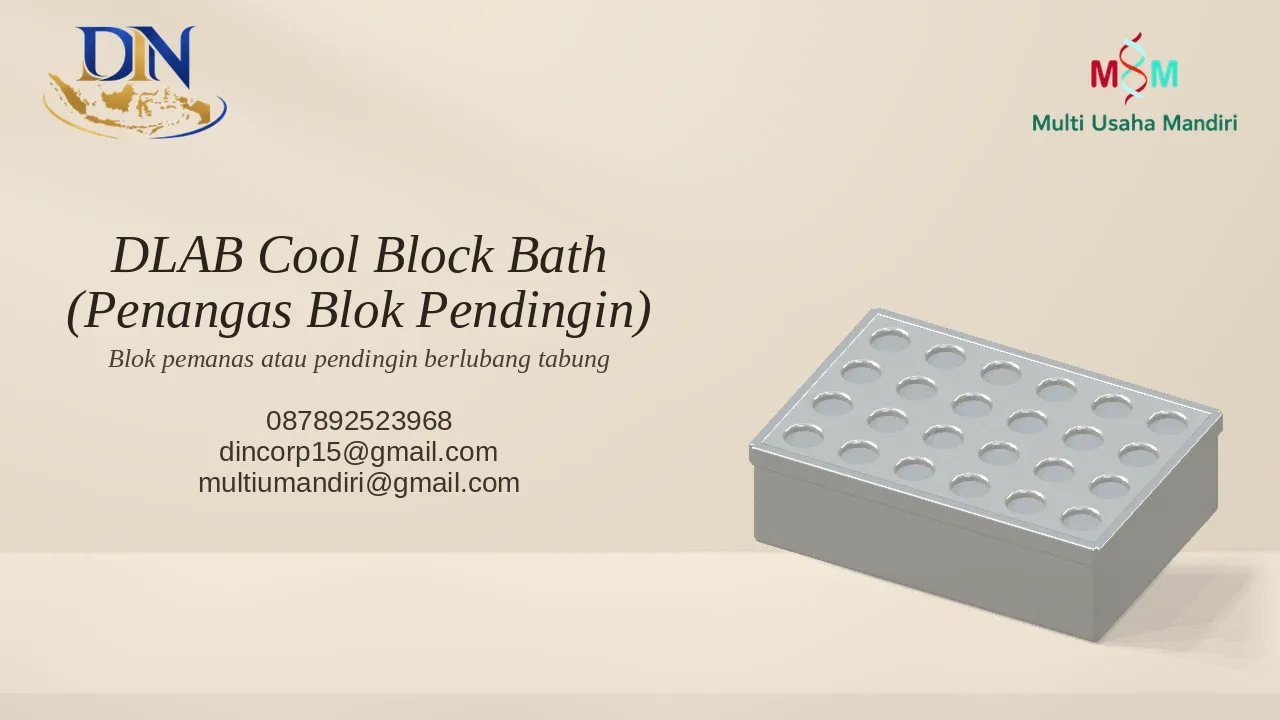 DIN
MUM
Multi Usaha Mandiri
DLAB Cool Block Bath
(Penangas Blok Pendingin)
Blok pemanas atau pendingin berlubang tabung
087892523968
dincorp15@gmail.com
multiumandiri@gmail.com